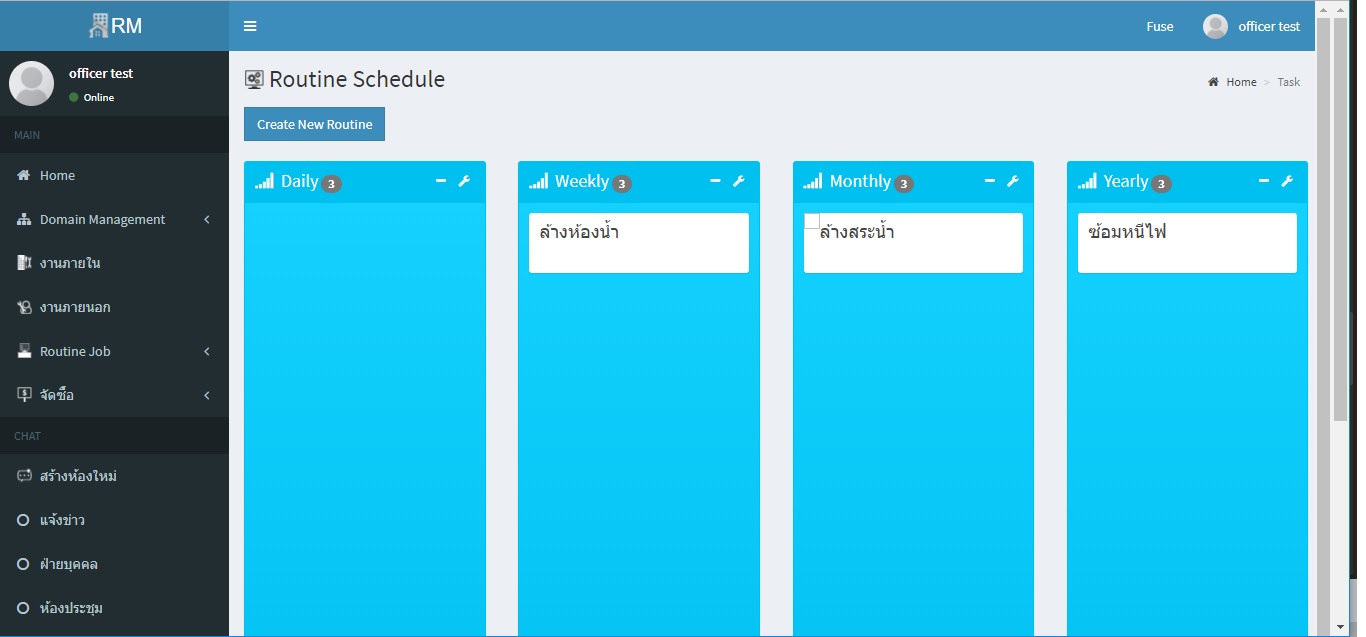 RM
Fuse
officer test
officer test
Online
Routine Schedule
Home > Task
MAIN
Create New Routine
Home
Domain Management
งานภายใน
งานภายนอก
Routine Job
จัดซื้อ
CHAT
สร้างห้องใหม่
แจ้งข่าว
ฝ่ายบุคคล
ห้องประชุม
Daily 3
Weekly 3
ล้างห้องน้ำ
Monthly 3
ล้างสระน้ำ
Yearly 3
ซ้อมหนีไฟ